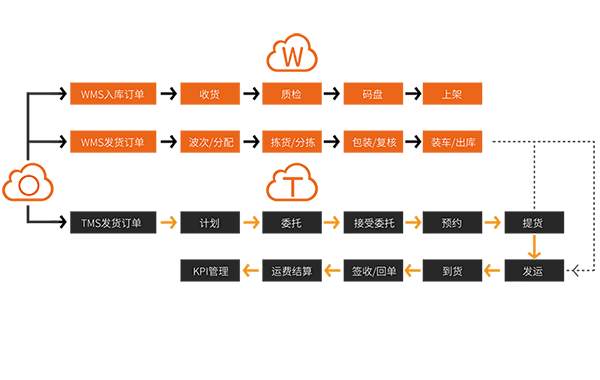 W
WMS入库订单
收货
质检
码盘
上架
WMS发货订单
波次/分配
拣货/分拣
包装/复核
装车/出库
O
T
TMS发货订单
计划
委托
接受委托
预约
提货
KPI管理
运费结算
签收/回单
到货
发运